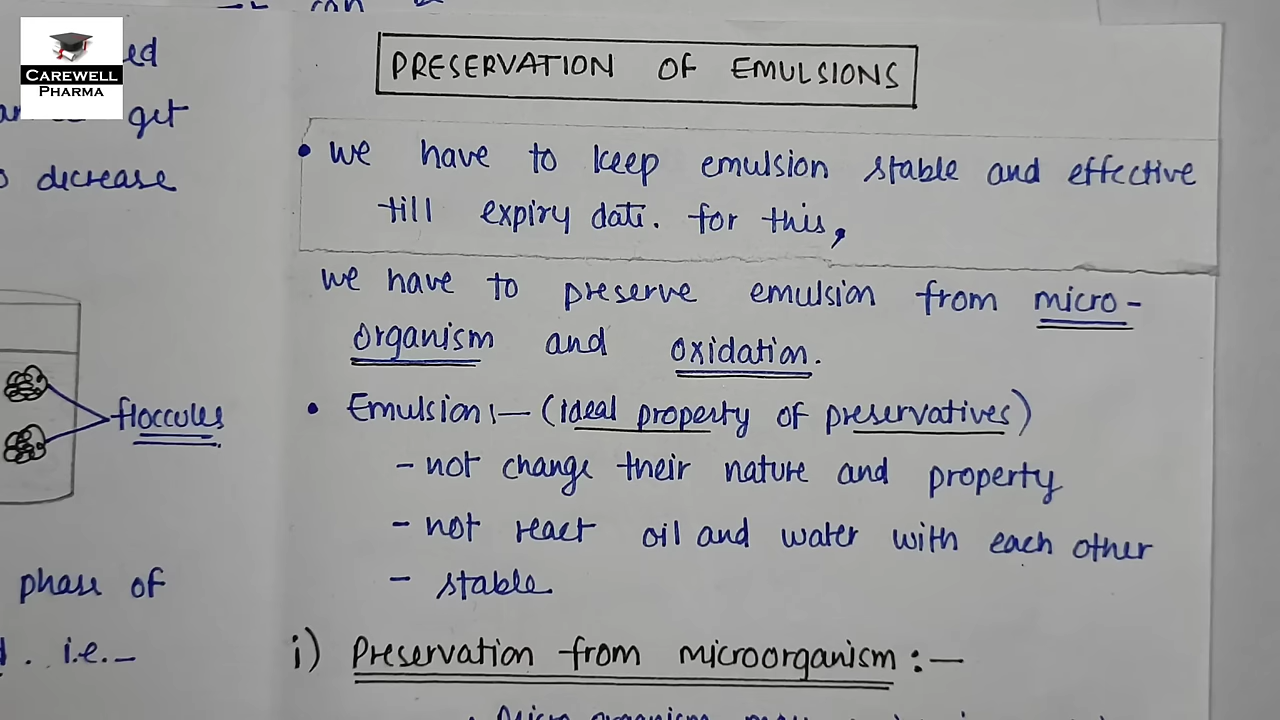 CAREWELL
PHARMA
ed
get
decrease
floccules
phase of
i.e.—
PRESERVATION OF EMULSIONS
• we have to keep emulsion stable and effective
till expiry date. for this,
we have to preserve emulsion from micro-
organism and oxidation.
• Emulsion:— (ideal property of preservatives)
- not change their nature and property
- not react oil and water with each other
- stable
i) Preservation from microorganism:—